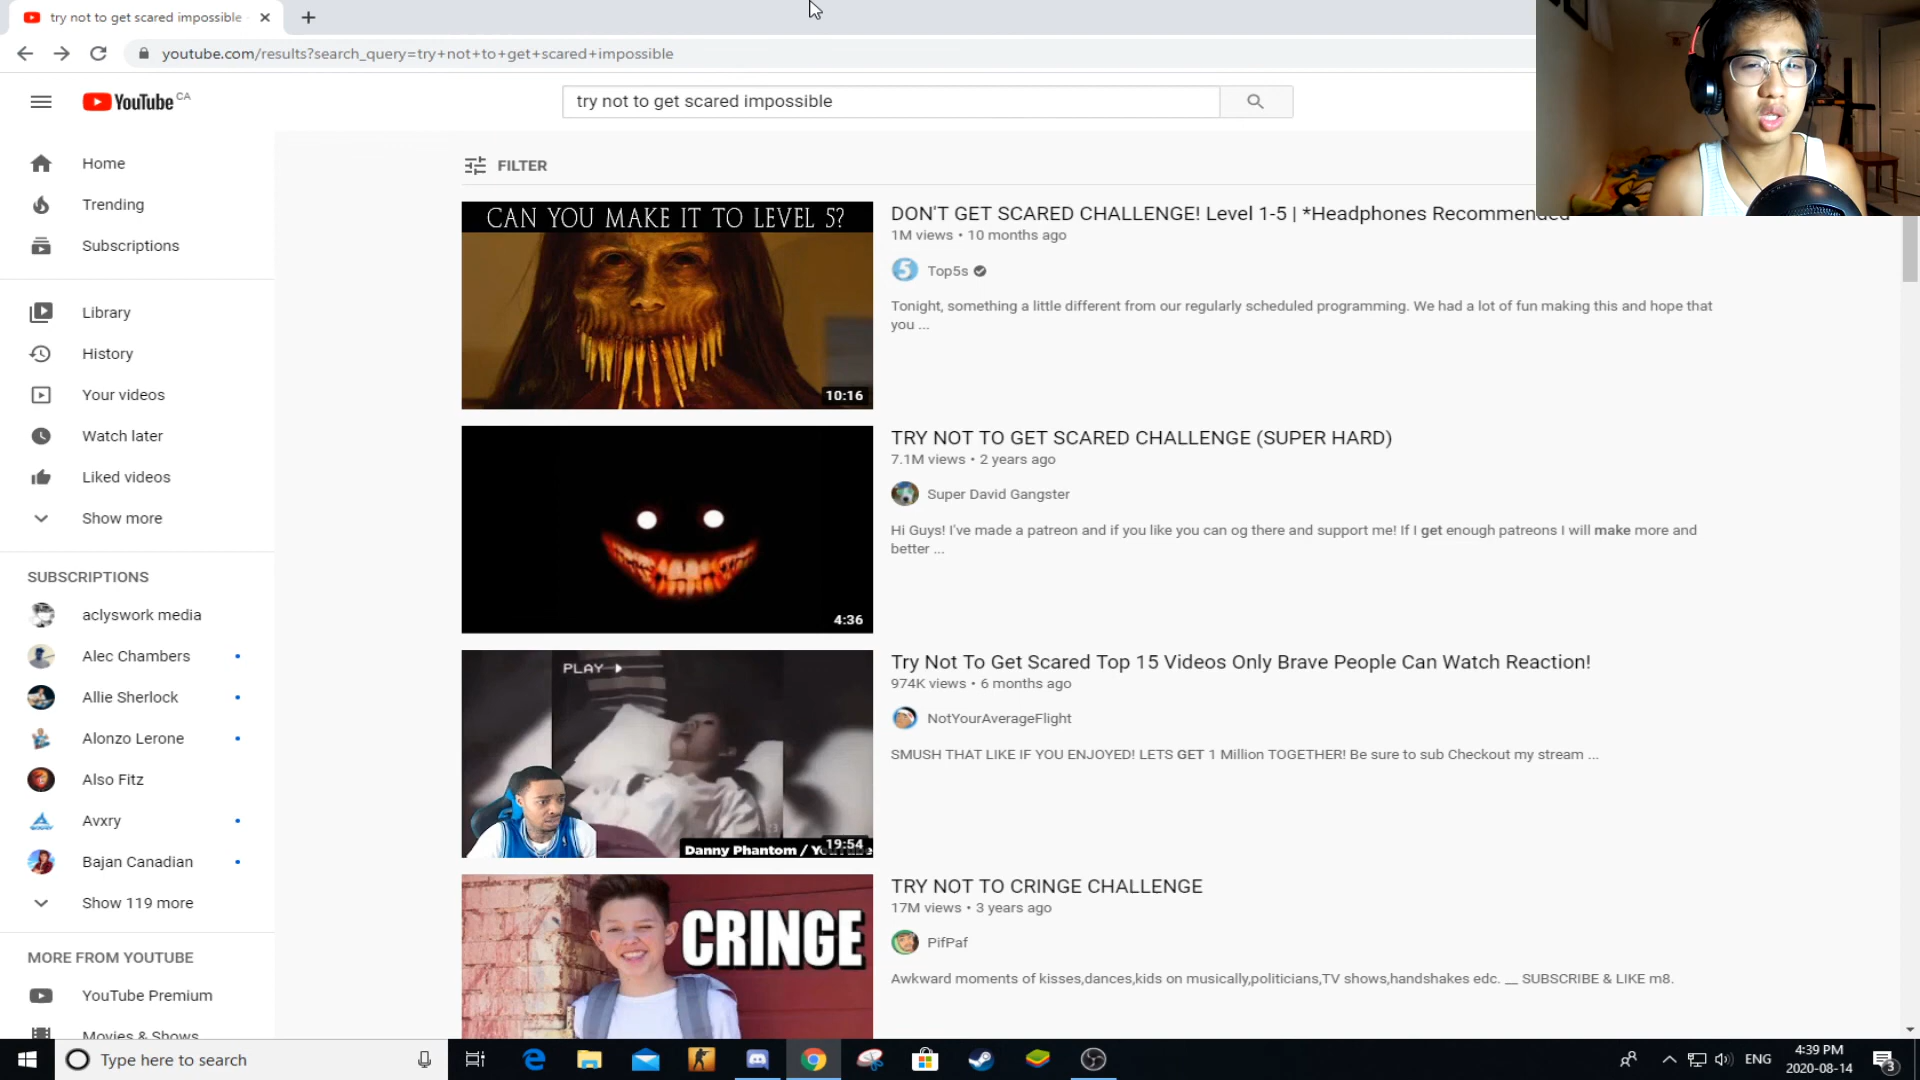 try not to get scared impossible
youtube.com/results?search_query=try+not+to+get+scared+impossible
YouTube CA
try not to get scared impossible
FILTER
Home
Trending
Subscriptions
Library
History
Your videos
Watch later
Liked videos
Show more
SUBSCRIPTIONS
aclyswork media
Alec Chambers
Allie Sherlock
Alonzo Lerone
Also Fitz
Avxry
Bajan Canadian
Show 119 more
MORE FROM YOUTUBE
YouTube Premium
Movies & Shows
CAN YOU MAKE IT TO LEVEL 5?
10:16
DON'T GET SCARED CHALLENGE! Level 1-5 | *Headphones Recommended
1M views • 10 months ago
Top5s
Tonight, something a little different from our regularly scheduled programming. We had a lot of fun making this and hope that
you ...
4:36
TRY NOT TO GET SCARED CHALLENGE (SUPER HARD)
7.1M views • 2 years ago
Super David Gangster
Hi Guys! I've made a patreon and if you like you can og there and support me! If I get enough patreons I will make more and
better ...
PLAY
19:54
Danny Phantom /
Try Not To Get Scared Top 15 Videos Only Brave People Can Watch Reaction!
974K views • 6 months ago
NotYourAverageFlight
SMUSH THAT LIKE IF YOU ENJOYED! LETS GET 1 Million TOGETHER! Be sure to sub Checkout my stream ...
CRINGE
TRY NOT TO CRINGE CHALLENGE
17M views • 3 years ago
PifPaf
Awkward moments of kisses,dances,kids on musically,politicians,TV shows,handshakes edc. __ SUBSCRIBE & LIKE m8.
Type here to search
ENG
4:39 PM
2020-08-14
3